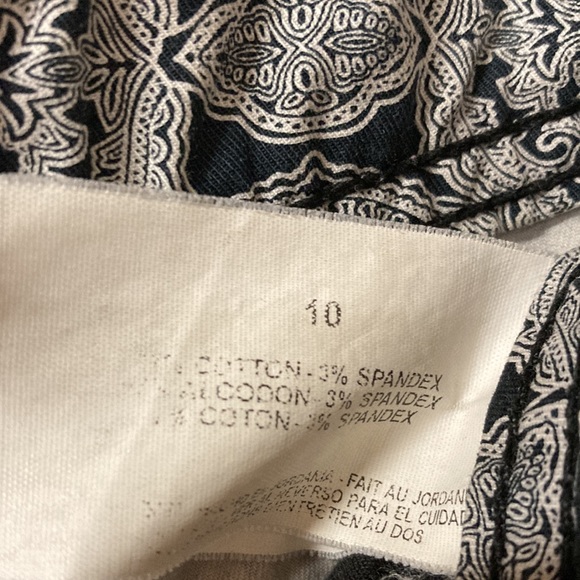 10
COTTON - 3% SPANDEX
ALGODON - 3% SPANDEX
% COTON - 3% SPANDEX
JORDANIA - FAIT AU JORDAN
REVERSO PARA EL CUIDAD
ENTRETIEN AU DOS